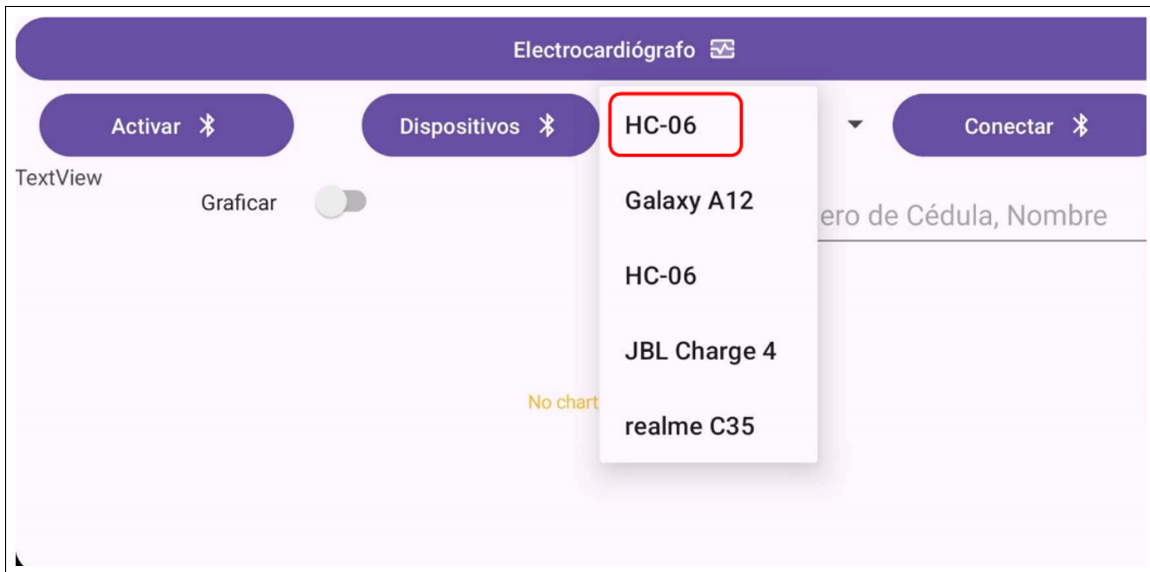 Electrocardiógrafo
Activar
Dispositivos
HC-06
Conectar
TextView
Graficar
Galaxy A12
ero de Cédula, Nombre
HC-06
JBL Charge 4
No chart
realme C35